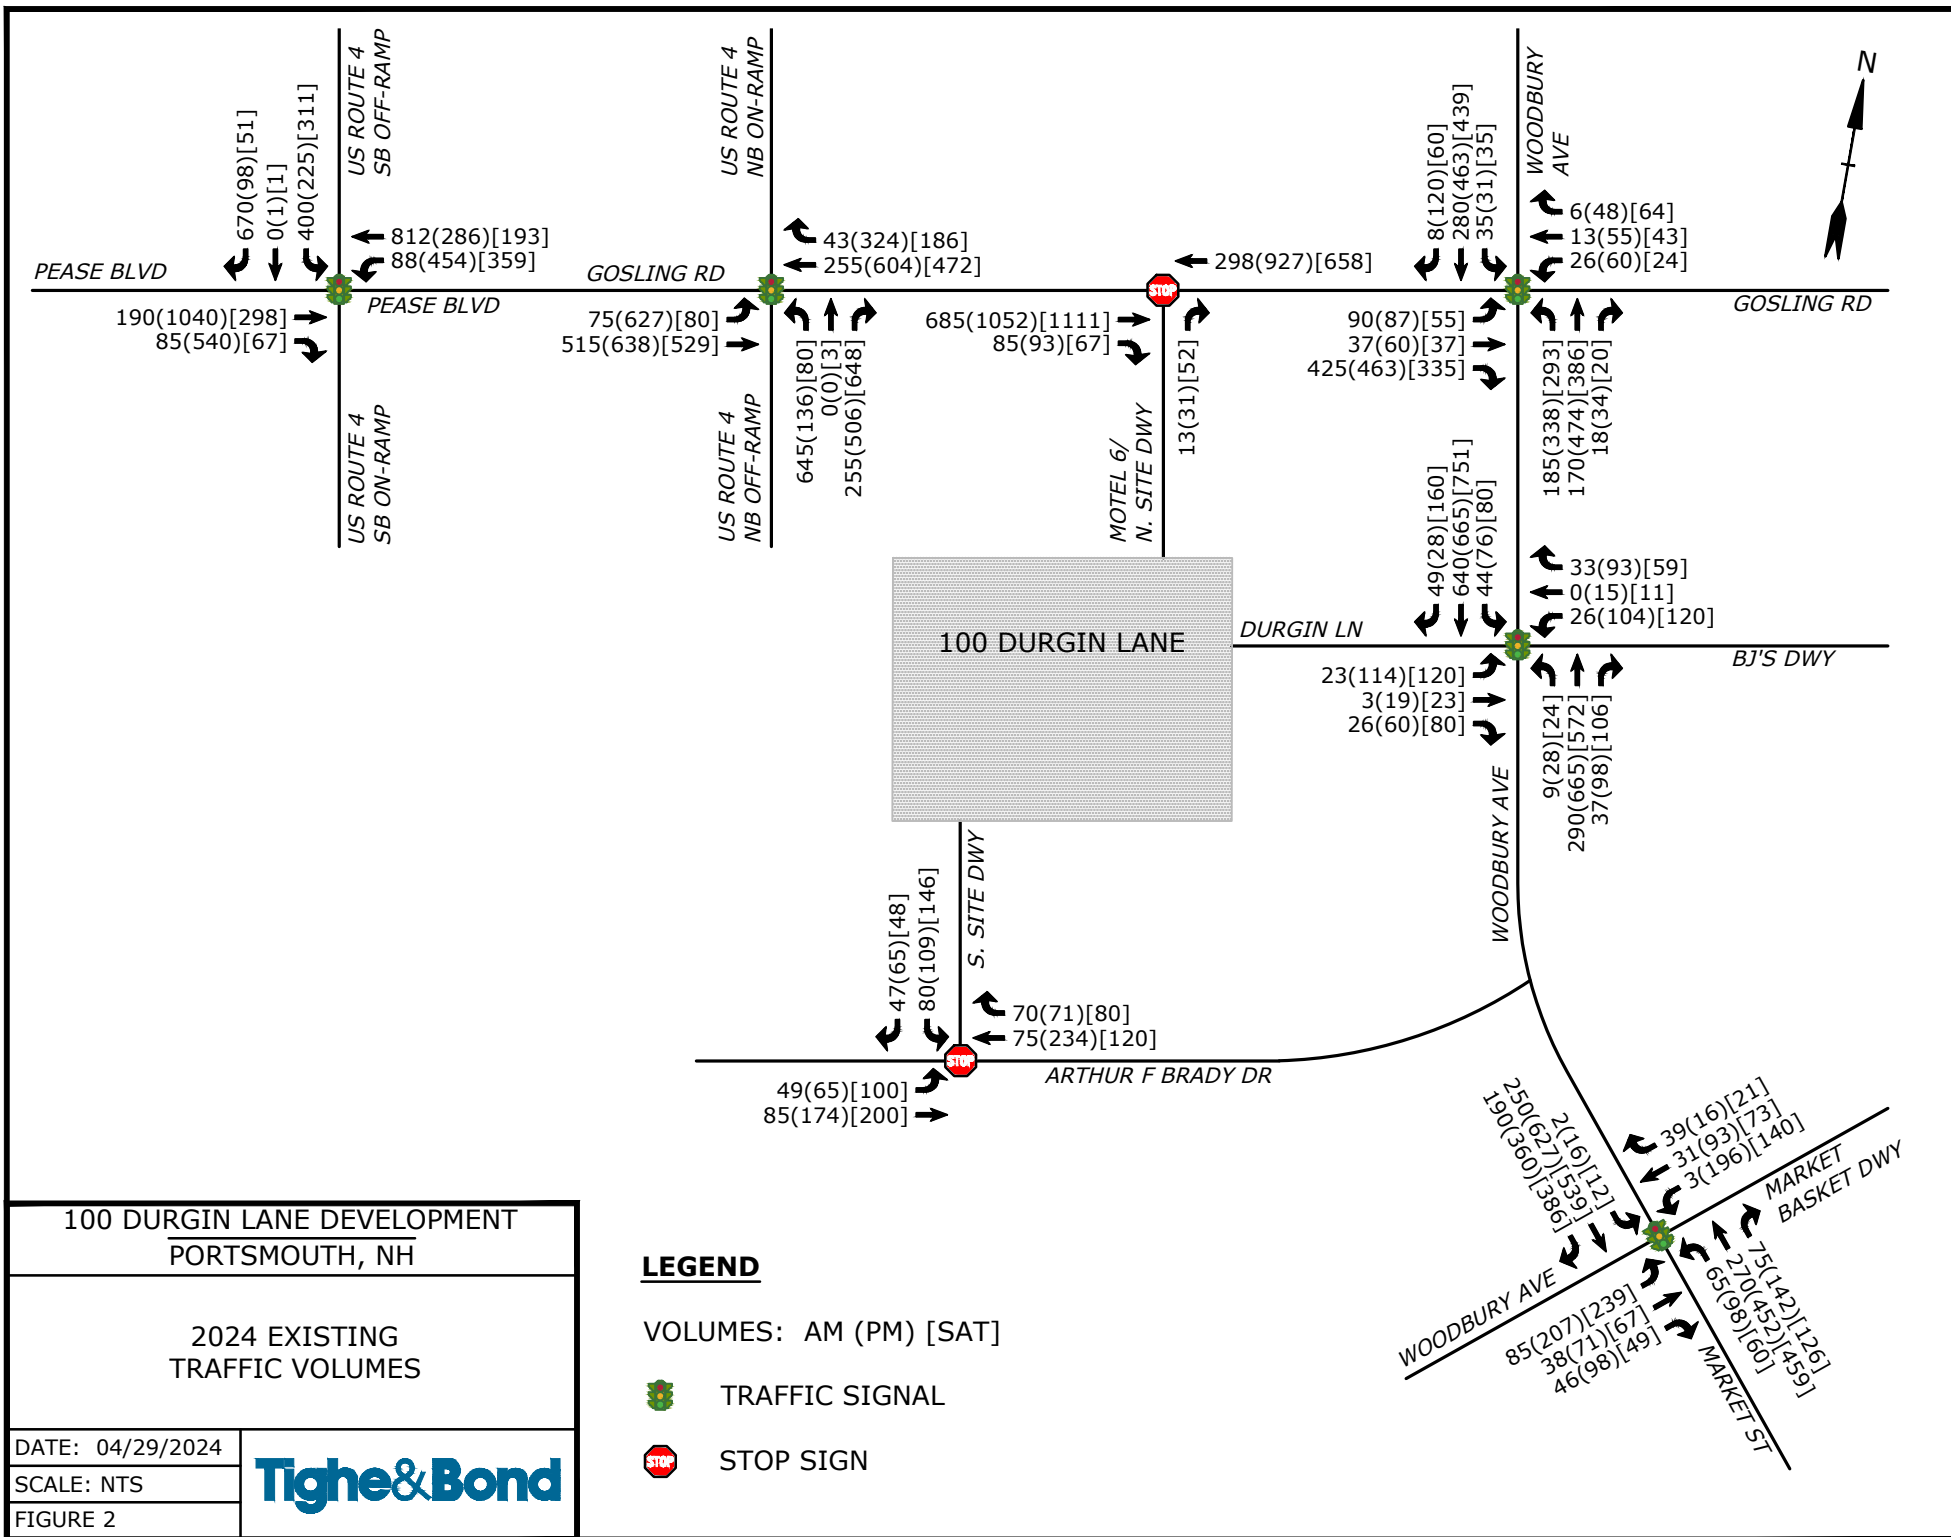 US ROUTE 4
SB OFF-RAMP
670(98)[51]
0(1)[1]
400(225)[311]
812(286)[193]
88(454)[359]
PEASE BLVD
PEASE BLVD
190(1040)[298]
85(540)[67]
US ROUTE 4
SB ON-RAMP
US ROUTE 4
NB ON-RAMP
43(324)[186]
255(604)[472]
GOSLING RD
75(627)[80]
515(638)[529]
645(136)[80]
0(0)[3]
255(506)[648]
US ROUTE 4
NB OFF-RAMP
298(927)[658]
STOP
685(1052)[1111]
85(93)[67]
13(31)[52]
MOTEL 6/
N. SITE DWY
WOODBURY
AVE
N
8(120)[60]
280(463)[439]
35(31)[35]
6(48)[64]
13(55)[43]
26(60)[24]
GOSLING RD
90(87)[55]
37(60)[37]
425(463)[335]
185(338)[293]
170(474)[386]
18(34)[20]
49(28)[160]
640(665)[751]
44(76)[80]
33(93)[59]
0(15)[11]
26(104)[120]
100 DURGIN LANE
DURGIN LN
BJ'S DWY
23(114)[120]
3(19)[23]
26(60)[80]
9(28)[24]
290(665)[572]
37(98)[106]
WOODBURY AVE
S. SITE DWY
47(65)[48]
80(109)[146]
70(71)[80]
75(234)[120]
STOP
ARTHUR F BRADY DR
49(65)[100]
85(174)[200]
190(360)[386]
250(627)[539]
2(16)[12]
39(16)[21]
31(93)[73]
3(196)[140]
MARKET
BASKET DWY
WOODBURY AVE
85(207)[239]
38(71)[67]
46(98)[49]
65(98)[60]
270(452)[459]
75(142)[126]
MARKET ST
100 DURGIN LANE DEVELOPMENT
PORTSMOUTH, NH
2024 EXISTING
TRAFFIC VOLUMES
DATE: 04/29/2024
SCALE: NTS
FIGURE 2
Tighe&Bond
LEGEND
VOLUMES: AM (PM) [SAT]
TRAFFIC SIGNAL
STOP
STOP SIGN